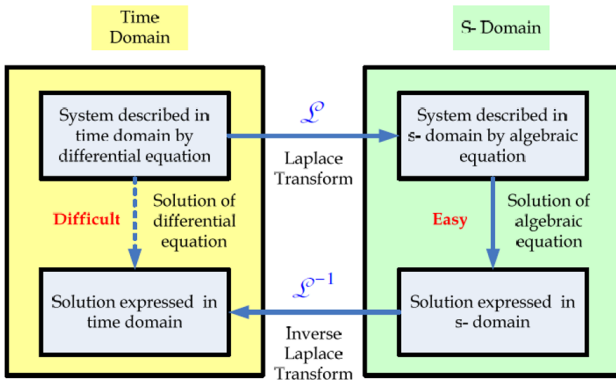 Time
Domain
S- Domain
System described in
time domain by
differential equation
ℒ
Laplace
Transform
System described in
s- domain by algebraic
equation
Difficult
Solution of
differential
equation
Easy
Solution of
algebraic
equation
Solution expressed in
time domain
ℒ⁻¹
Inverse
Laplace
Transform
Solution expressed in
s- domain